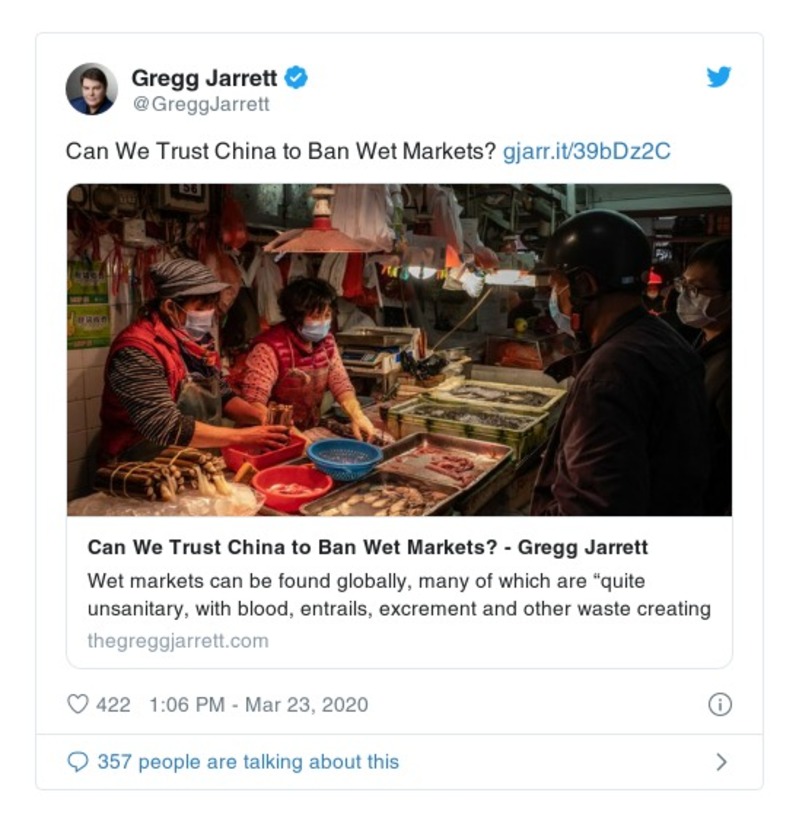 Gregg Jarrett
@GreggJarrett
Can We Trust China to Ban Wet Markets? gjarr.it/39bDz2C
56
Can We Trust China to Ban Wet Markets? - Gregg Jarrett
Wet markets can be found globally, many of which are “quite
unsanitary, with blood, entrails, excrement and other waste creating
thegreggjarrett.com
422 1:06 PM - Mar 23, 2020
357 people are talking about this